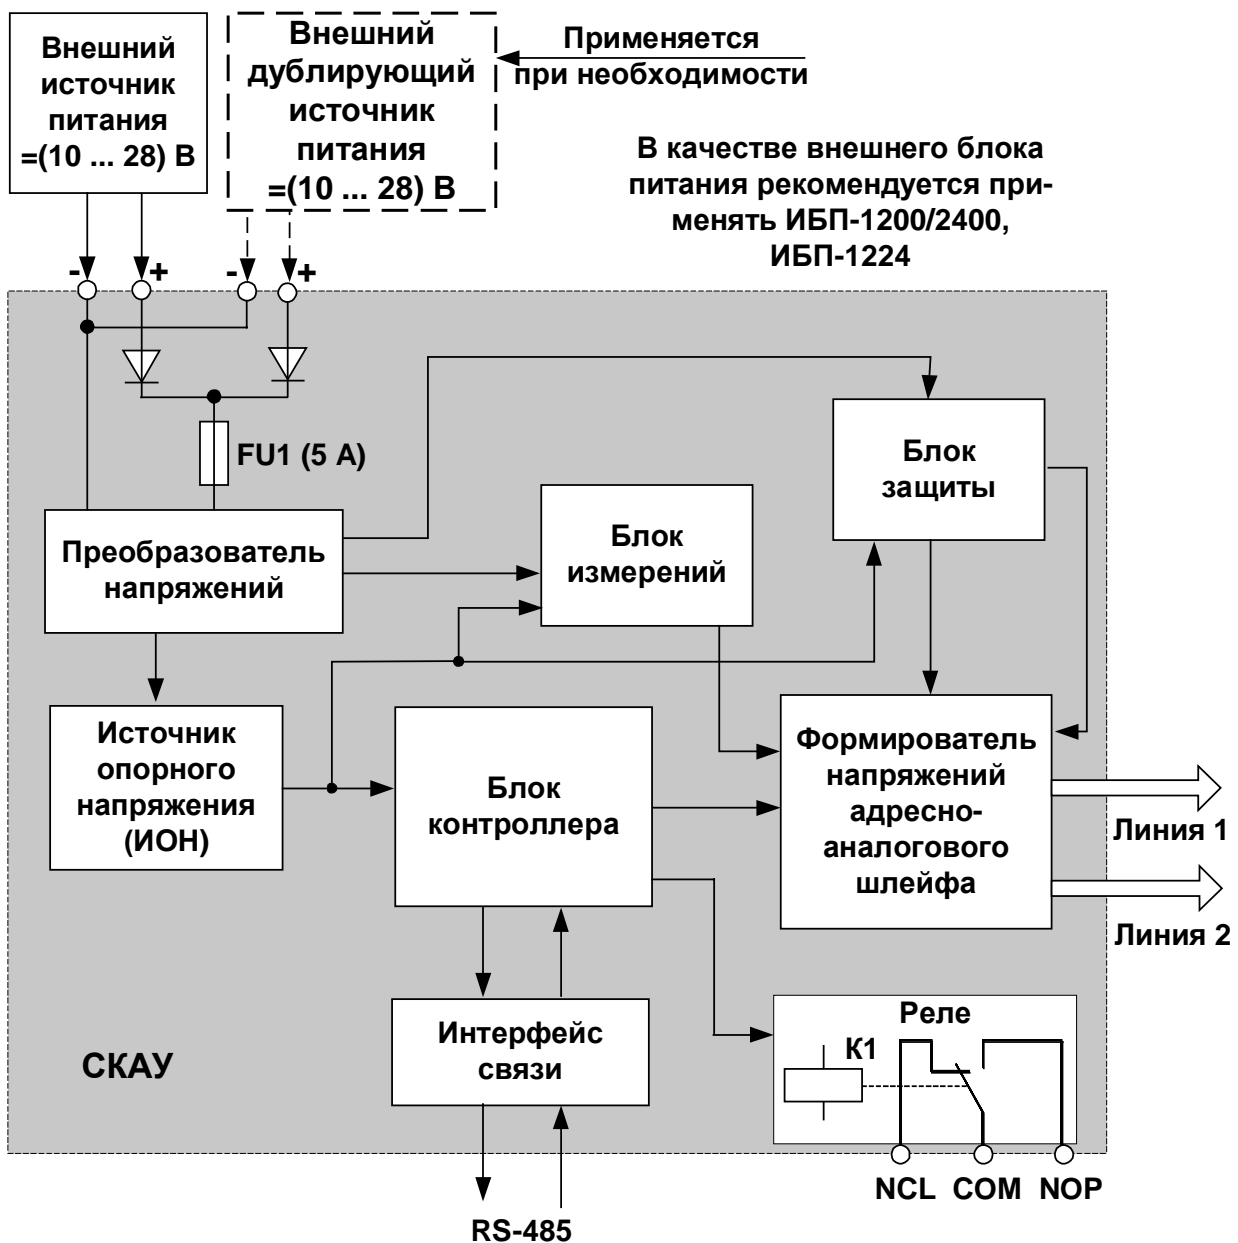 Внешний
источник
питания
=(10 ... 28) В
Внешний
дублирующий
источник
питания
=(10 ... 28) В
Применяется
при необходимости
В качестве внешнего блока
питания рекомендуется при-
менять ИБП-1200/2400,
ИБП-1224
- +
- +
FU1 (5 А)
Преобразователь
напряжений
Блок
измерений
Блок
защиты
Источник
опорного
напряжения
(ИОН)
Блок
контроллера
Формирователь
напряжений
адресно-
аналогового
шлейфа
Линия 1
Линия 2
Интерфейс
связи
СКАУ
Реле
К1
NCL COM NOP
RS-485